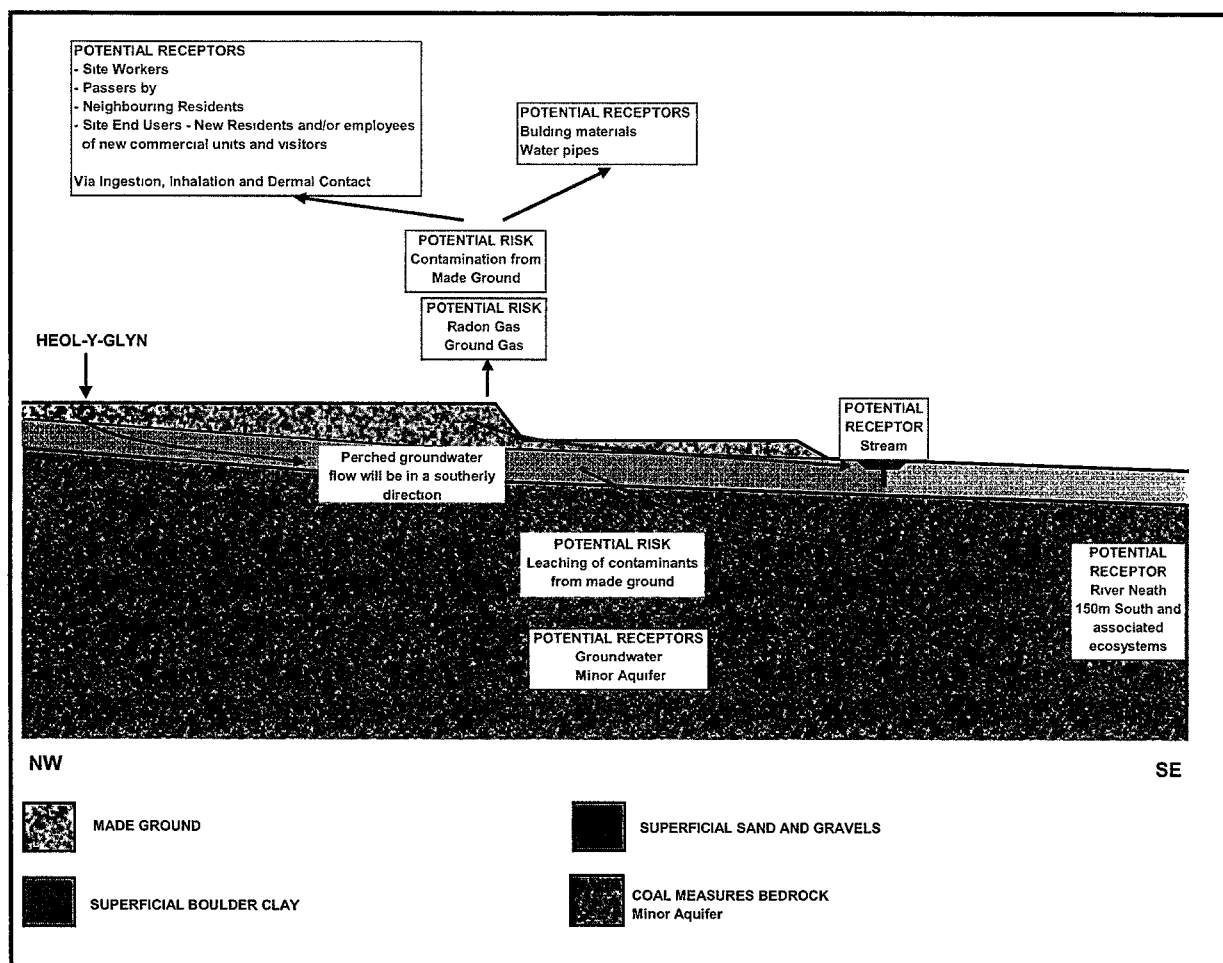 POTENTIAL RECEPTORS
- Site Workers
- Passers by
- Neighbouring Residents
- Site End Users - New Residents and/or employees
of new commercial units and visitors
Via Ingestion, Inhalation and Dermal Contact
POTENTIAL RECEPTORS
Bulding materials
Water pipes
POTENTIAL RISK
Contamination from
Made Ground
POTENTIAL RISK
Radon Gas
Ground Gas
HEOL-Y-GLYN
POTENTIAL
RECEPTOR
Stream
Perched groundwater
flow will be in a southerly
direction
POTENTIAL RISK
Leaching of contaminants
from made ground
POTENTIAL RECEPTORS
Groundwater
Minor Aquifer
POTENTIAL
RECEPTOR
River Neath
150m South and
associated
ecosystems
NW
SE
MADE GROUND
SUPERFICIAL SAND AND GRAVELS
SUPERFICIAL BOULDER CLAY
COAL MEASURES BEDROCK
Minor Aquifer